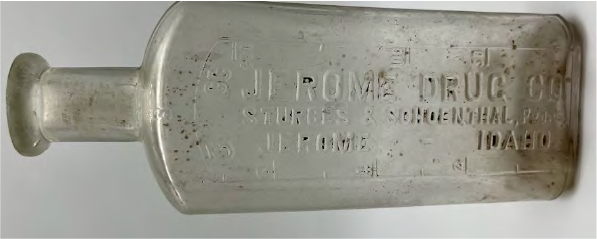 JEROME DRUG CO
STURGES & SCHOENTHAL, PROPS
JEROME IDAHO